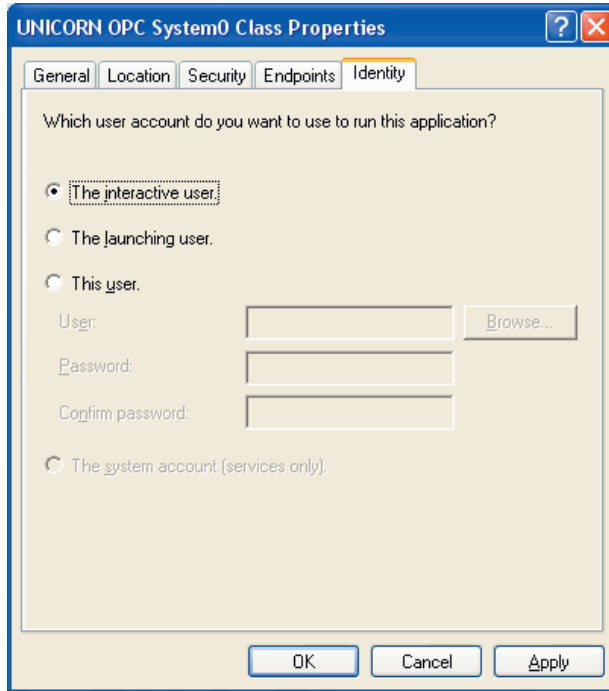 UNICORN OPC System0 Class Properties
General Location Security Endpoints Identity
Which user account do you want to use to run this application?
The interactive user.
The launching user.
This user.
User: Browse...
Password:
Confirm password:
The system account (services only).
OK Cancel Apply